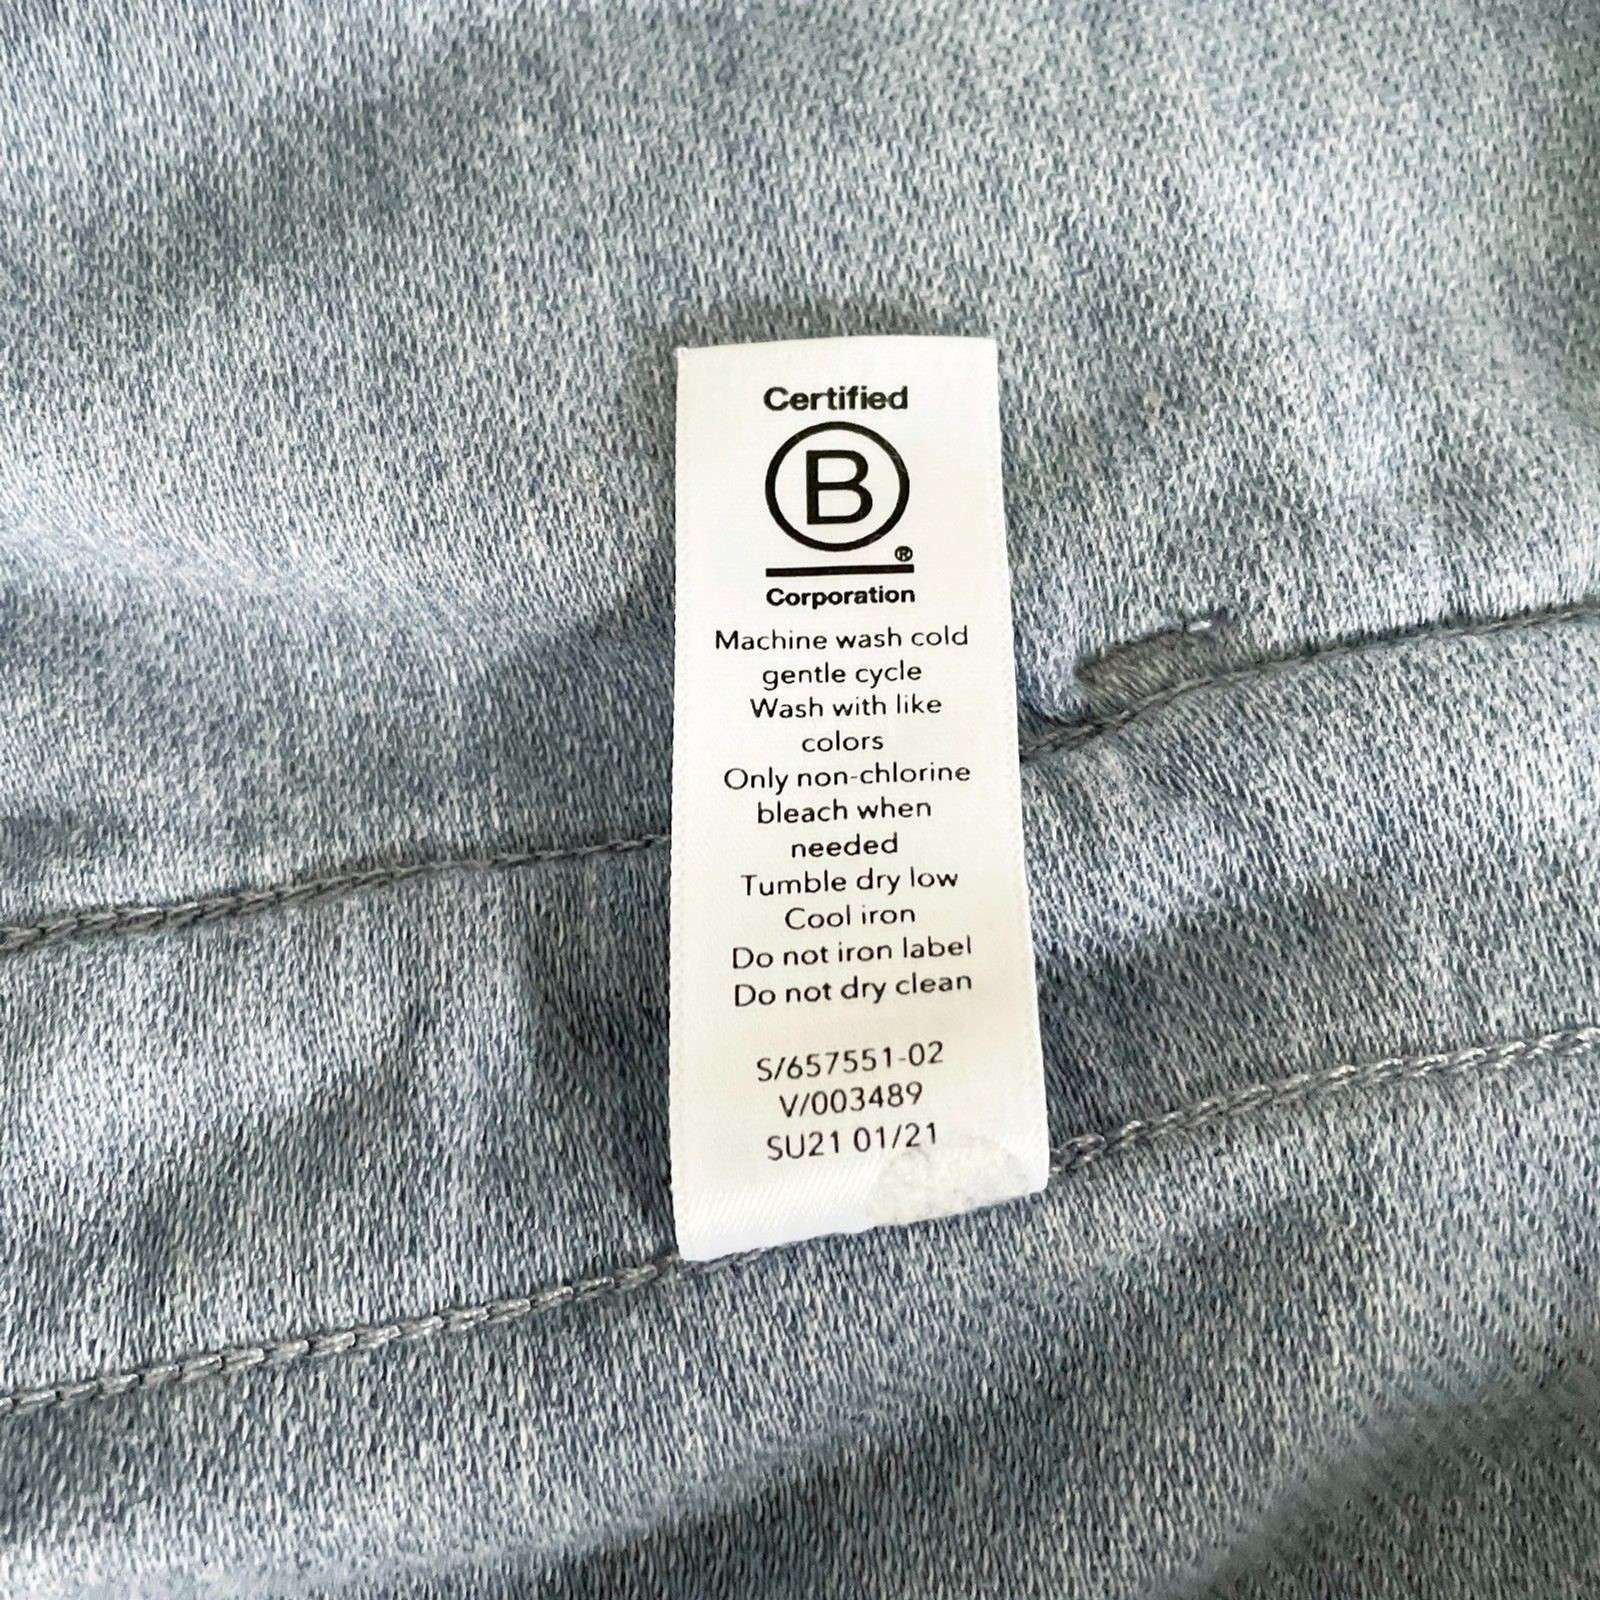 Certified
B
®
Corporation
Machine wash cold
gentle cycle
Wash with like
colors
Only non-chlorine
bleach when
needed
Tumble dry low
Cool iron
Do not iron label
Do not dry clean
S/657551-02
V/003489
SU21 01/21